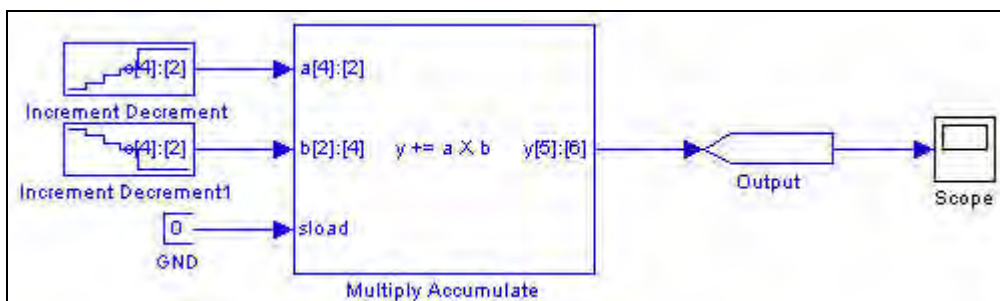 o[4]:[2]
a[4]:[2]
Increment Decrement
o[4]:[2]
b[2]:[4]
y += a X b
y[5]:[6]
Increment Decrement1
Output
Scope
0
sload
GND
Multiply Accumulate